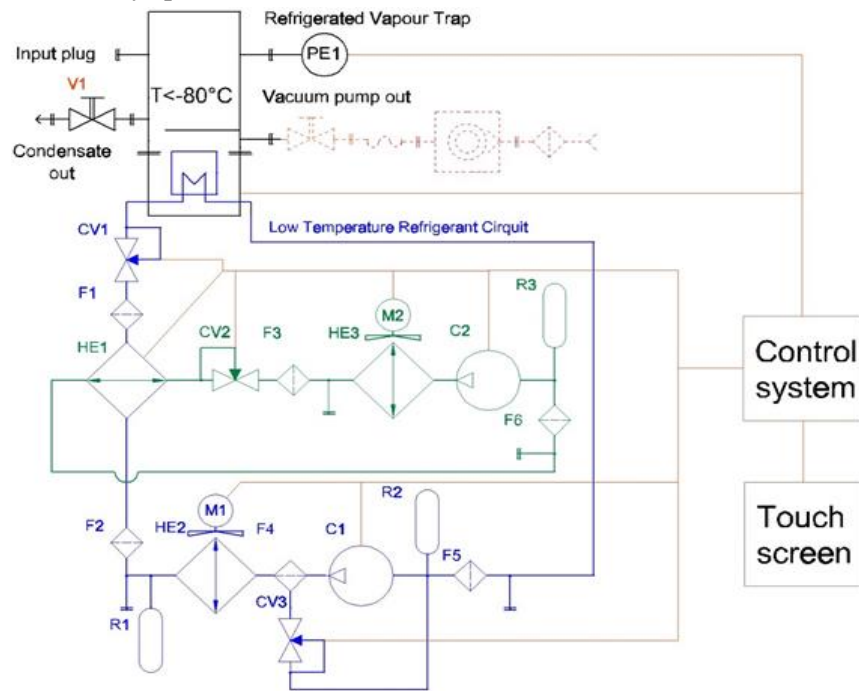 Refrigerated Vapour Trap
Input plug
PE1
V1
T<-80°C
Vacuum pump out
Condensate
out
CV1
Low Temperature Refrigerant Cirquit
F1
R3
M2
HE1
CV2
F3
HE3
C2
Control
system
F6
R2
M1
F2
HE2
F4
C1
F5
Touch
screen
CV3
R1